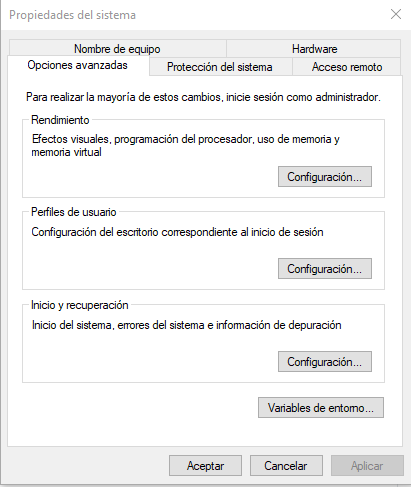 Propiedades del sistema
Nombre de equipo
Hardware
Opciones avanzadas
Protección del sistema
Acceso remoto
Para realizar la mayoría de estos cambios, inicie sesión como administrador.
Rendimiento
Efectos visuales, programación del procesador, uso de memoria y
memoria virtual
Configuración...
Perfiles de usuario
Configuración del escritorio correspondiente al inicio de sesión
Configuración...
Inicio y recuperación
Inicio del sistema, errores del sistema e información de depuración
Configuración...
Variables de entorno...
Aceptar
Cancelar
Aplicar